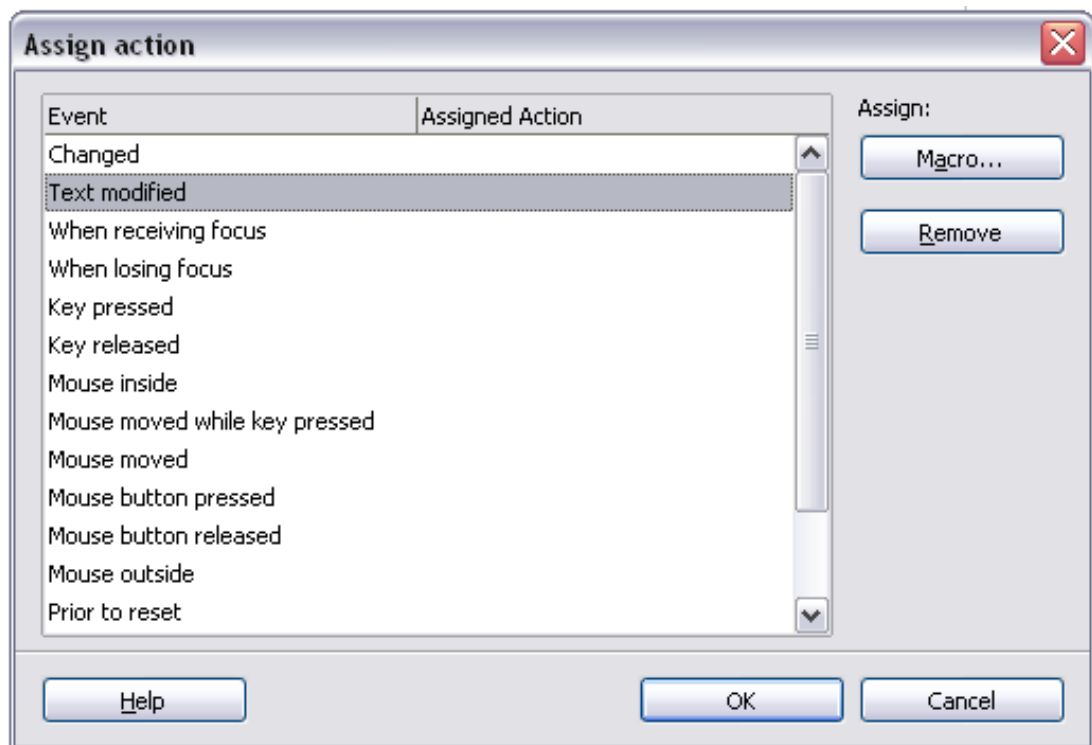 Assign action
Event Assigned Action
Assign:
Changed
Macro...
Text modified
When receiving focus
Remove
When losing focus
Key pressed
Key released
Mouse inside
Mouse moved while key pressed
Mouse moved
Mouse button pressed
Mouse button released
Mouse outside
Prior to reset
Help OK Cancel